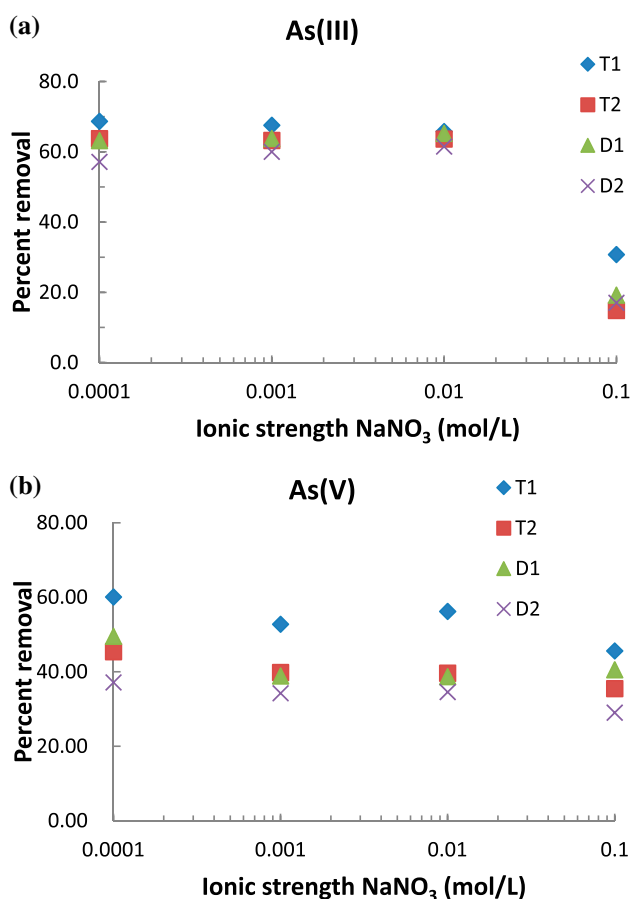 (a)
As(III)
T1
T2
D1
D2
Percent removal
80.0
60.0
40.0
20.0
0.0
0.0001 0.001 0.01 0.1
Ionic strength NaNO₃ (mol/L)
(b)
As(V)
T1
T2
D1
D2
Percent removal
80.00
60.00
40.00
20.00
0.00
0.0001 0.001 0.01 0.1
Ionic strength NaNO₃ (mol/L)